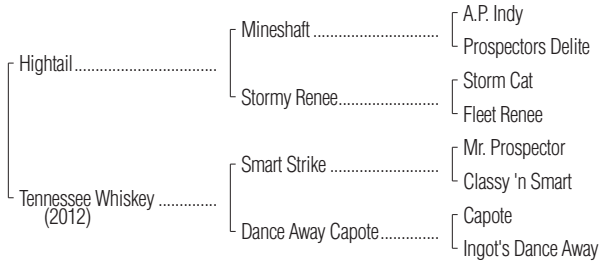 A.P. Indy
Mineshaft ........................................
Prospectors Delite
Hightail ..............................................
Storm Cat
Stormy Renee ................................
Fleet Renee
Mr. Prospector
Smart Strike ...................................
Classy 'n Smart
Tennessee Whiskey ..................
(2012)
Capote
Dance Away Capote ..................
Ingot's Dance Away